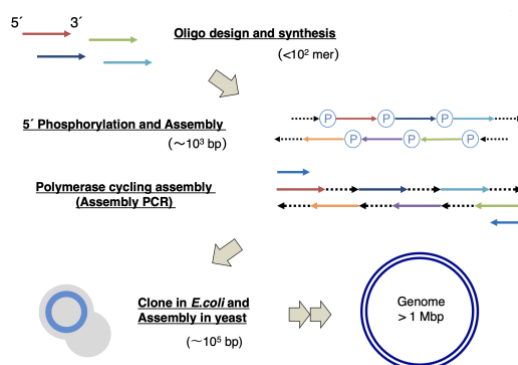 5´ 3´
Oligo design and synthesis
(<10² mer)
5´ Phosphorylation and Assembly
(~10³ bp)
P P P
P P P
Polymerase cycling assembly
(Assembly PCR)
Clone in E.coli and
Assembly in yeast
(~10⁵ bp)
Genome
> 1 Mbp